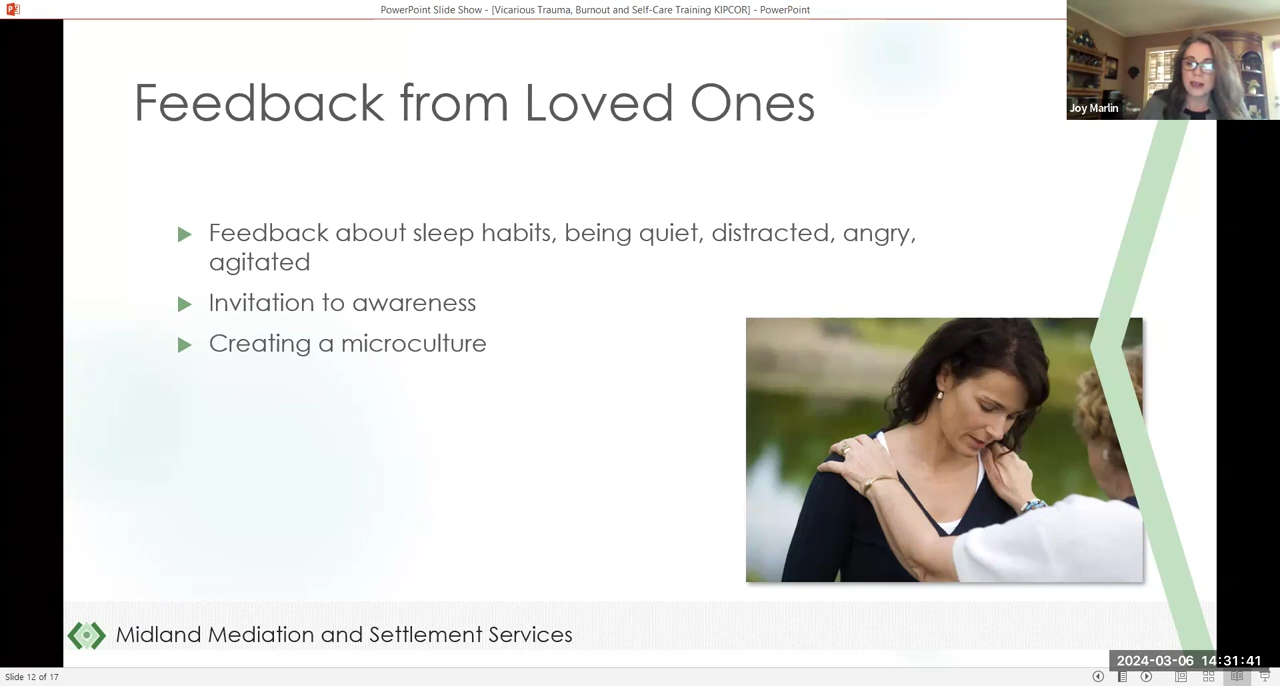 PowerPoint Slide Show - [Vicarious Trauma, Burnout and Self-Care Training KIPCOR] - PowerPoint
Joy Marlin
Feedback from Loved Ones
Feedback about sleep habits, being quiet, distracted, angry,
agitated
Invitation to awareness
Creating a microculture
Midland Mediation and Settlement Services
2024-03-06 14:31:41
Slide 12 of 17